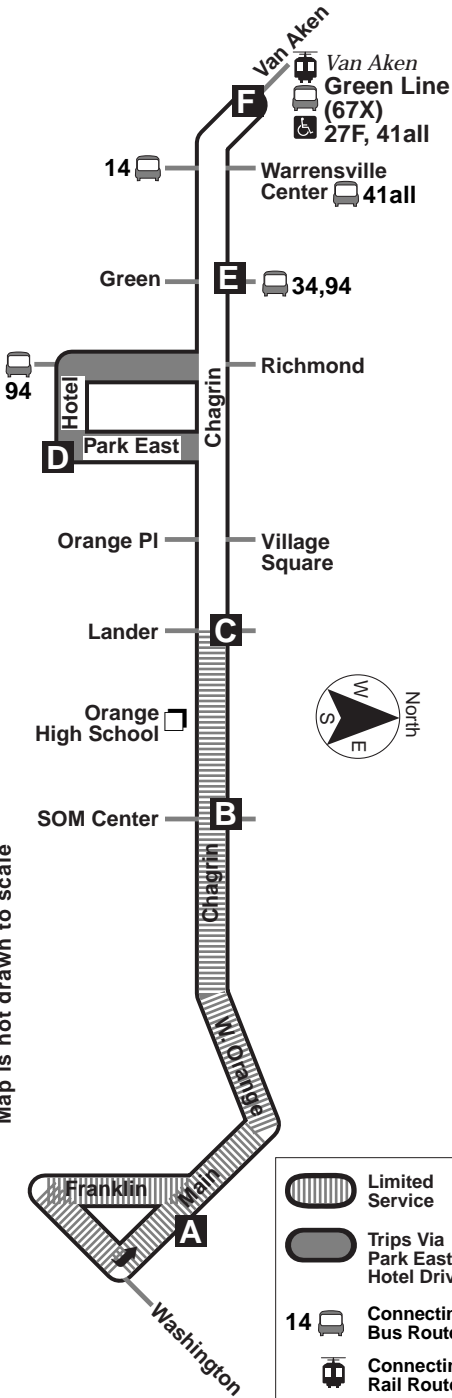 Van Aken
Van Aken
Green Line
(67X)
27F, 41all
F
14
Warrensville
Center 41all
Green
E
34,94
94
Hotel
Richmond
Chagrin
Park East
D
Orange Pl
Village
Square
Lander
C
Orange
High School
North
W
S
E
SOM Center
B
Chagrin
Map is not drawn to scale
W. Orange
Franklin
Main
A
Washington
Limited
Service
Trips Via
Park East
Hotel Driv
14
Connectin
Bus Route
Connectin
Rail Route